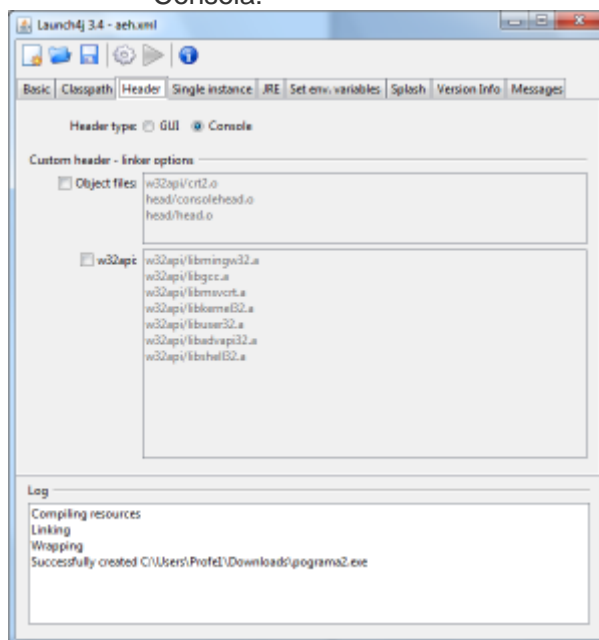 Consola.
Launch4j 3.4 - aeh.xml
Basic Classpath Header Single instance JRE Set env. variables Splash Version Info Messages
Header type: GUI Console
Custom header - linker options
Object files: w32api/crt2.o
head/consolehead.o
head/head.o
w32api: w32api/libmingw32.a
w32api/libgcc.a
w32api/libmsvcrt.a
w32api/libkernel32.a
w32api/libuser32.a
w32api/libadvapi32.a
w32api/libshell32.a
Log
Compiling resources
Linking
Wrapping
Successfully created C:\Users\Profe1\Downloads\pograma2.exe